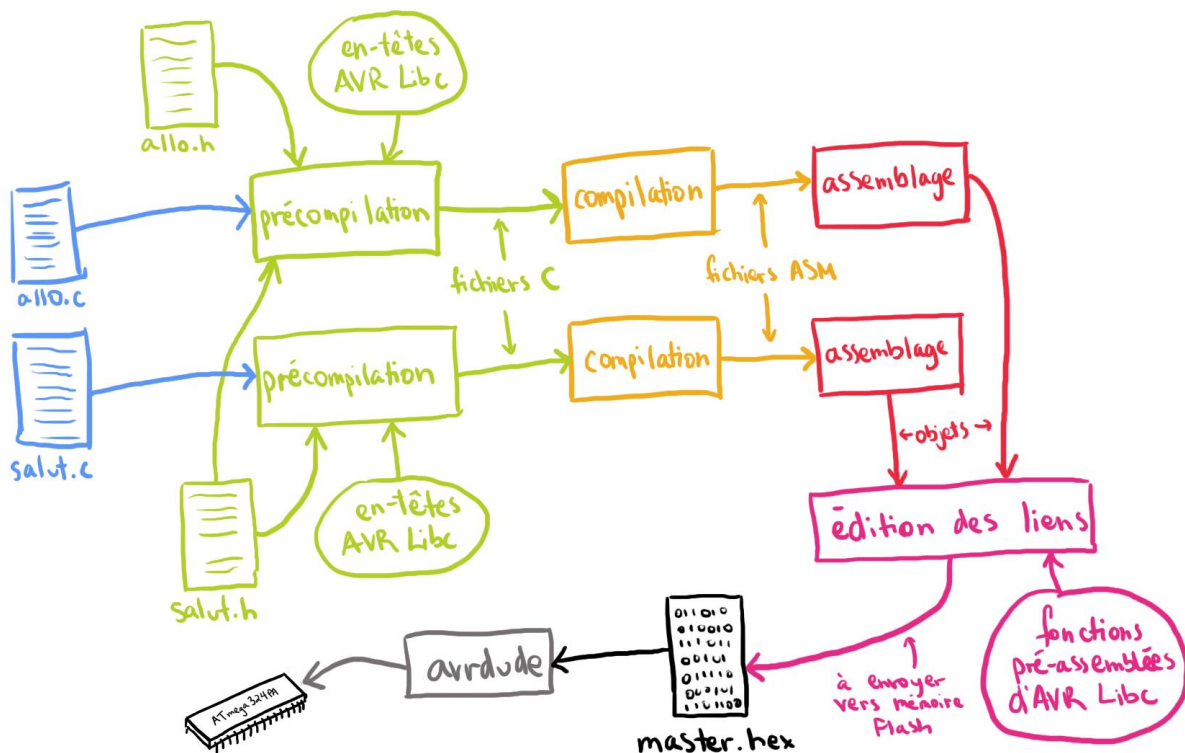 allo.h
en-têtes
AVR Libc
allo.c
précompilation
compilation
assemblage
fichiers C
fichiers ASM
salut.c
précompilation
compilation
assemblage
objets
salut.h
en-têtes
AVR Libc
édition des liens
fonctions
pré-assemblées
d'AVR Libc
à envoyer
vers mémoire
Flash
011010
010010
master.hex
avrdude
ATmega324PA